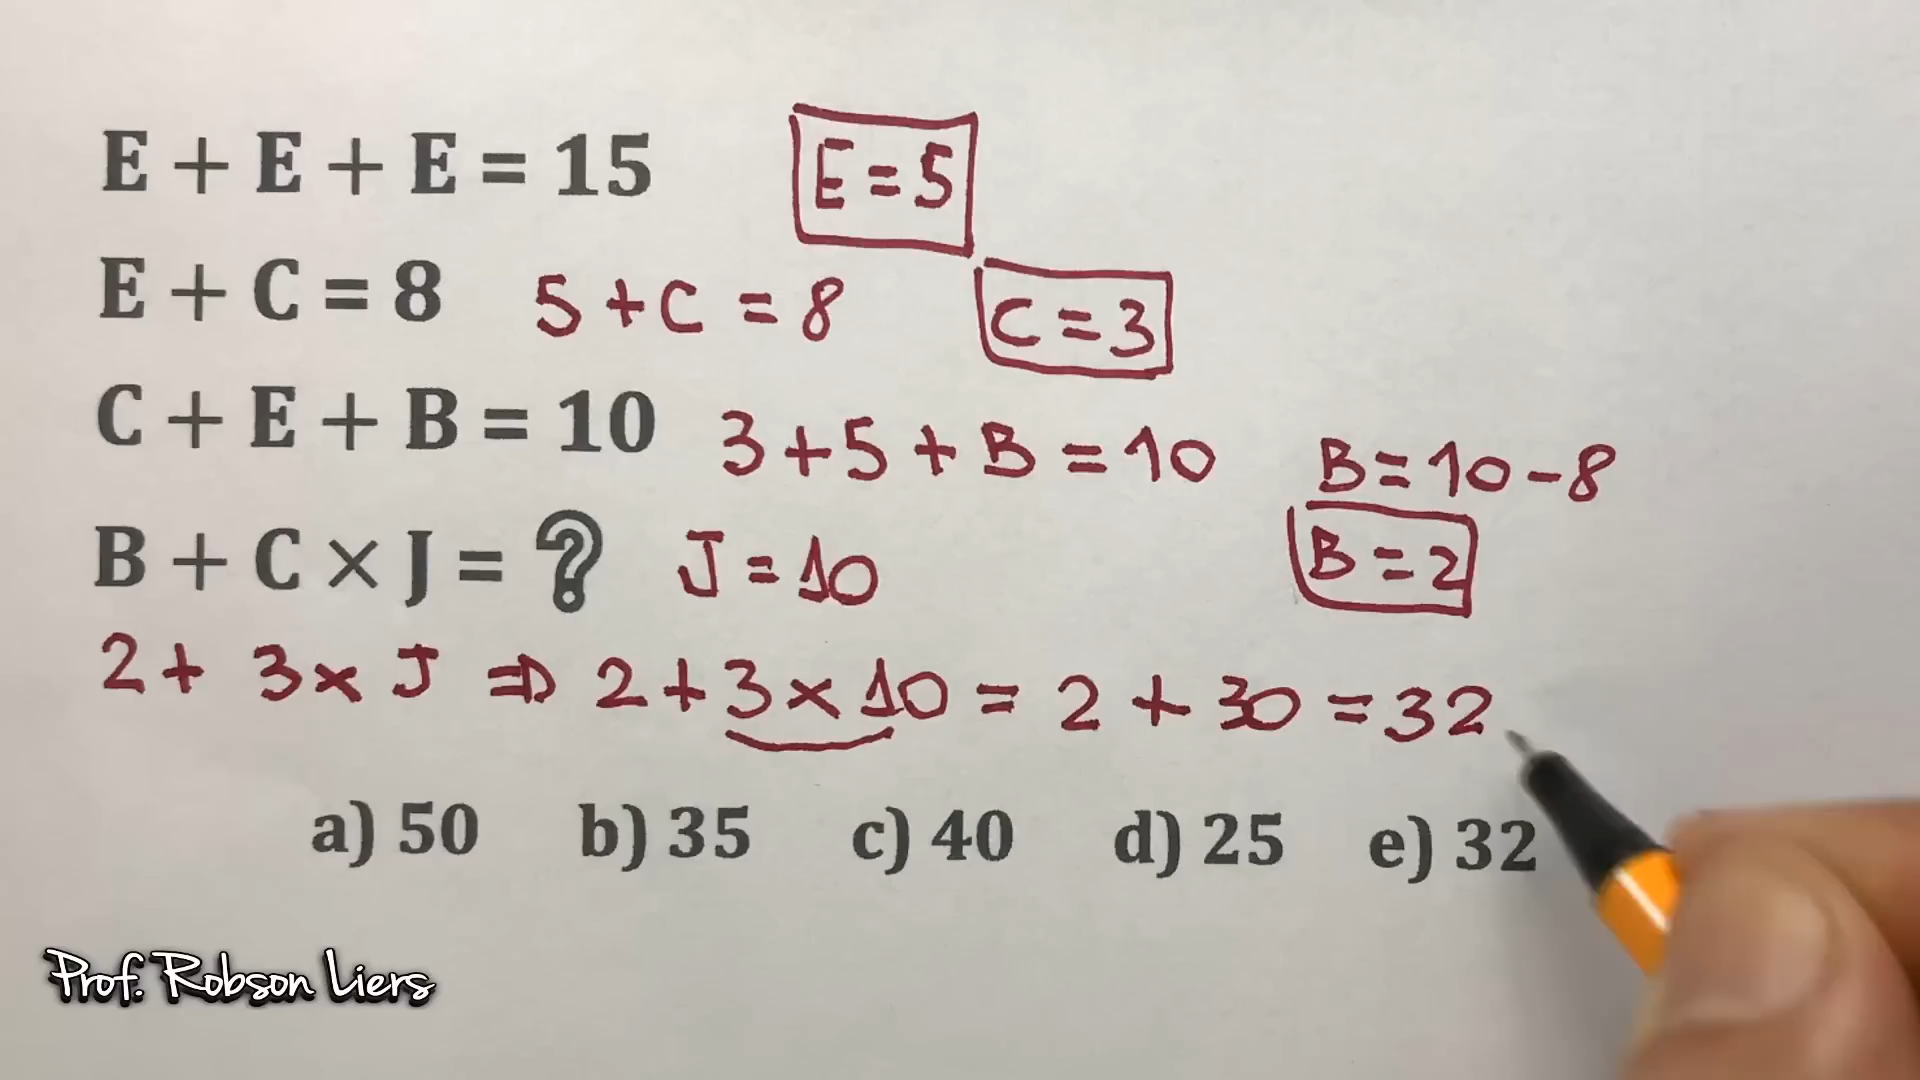 E + E + E = 15 E = 5
E + C = 8 5 + C = 8 C = 3
C + E + B = 10 3 + 5 + B = 10 B = 10 - 8
B + C × J = ? J = 10 B = 2
2 + 3 × J ⇒ 2 + 3 × 10 = 2 + 30 = 32
a) 50 b) 35 c) 40 d) 25 e) 32
Prof. Robson Liers